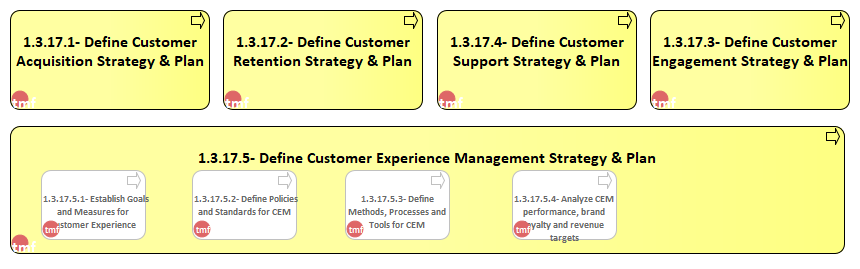 1.3.17.1- Define Customer
Acquisition Strategy & Plan
tmf
1.3.17.2- Define Customer
Retention Strategy & Plan
tmf
1.3.17.4- Define Customer
Support Strategy & Plan
tmf
1.3.17.3- Define Customer
Engagement Strategy & Plan
tmf
1.3.17.5- Define Customer Experience Management Strategy & Plan
1.3.17.5.1- Establish Goals
and Measures for
Customer Experience
tmf
1.3.17.5.2- Define Policies
and Standards for CEM
tmf
1.3.17.5.3- Define
Methods, Processes and
Tools for CEM
tmf
1.3.17.5.4- Analyze CEM
performance, brand
loyalty and revenue
targets
tmf
tmf